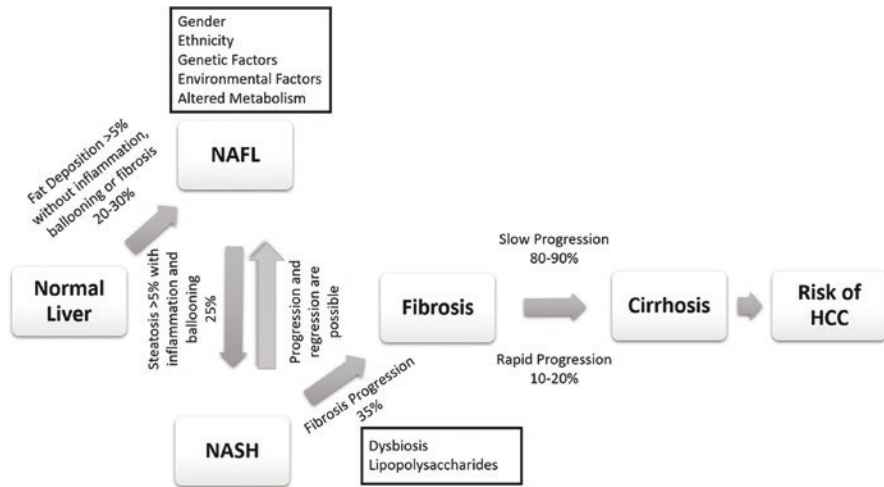 Gender
Ethnicity
Genetic Factors
Environmental Factors
Altered Metabolism
NAFL
Fat Deposition >5%
without inflammation,
ballooning or fibrosis
20-30%
Normal
Liver
Steatosis >5% with
inflammation and
ballooning
25%
Progression and
regression are
possible
NASH
Fibrosis Progression
35%
Dysbiosis
Lipopolysaccharides
Fibrosis
Slow Progression
80-90%
Rapid Progression
10-20%
Cirrhosis
Risk of
HCC